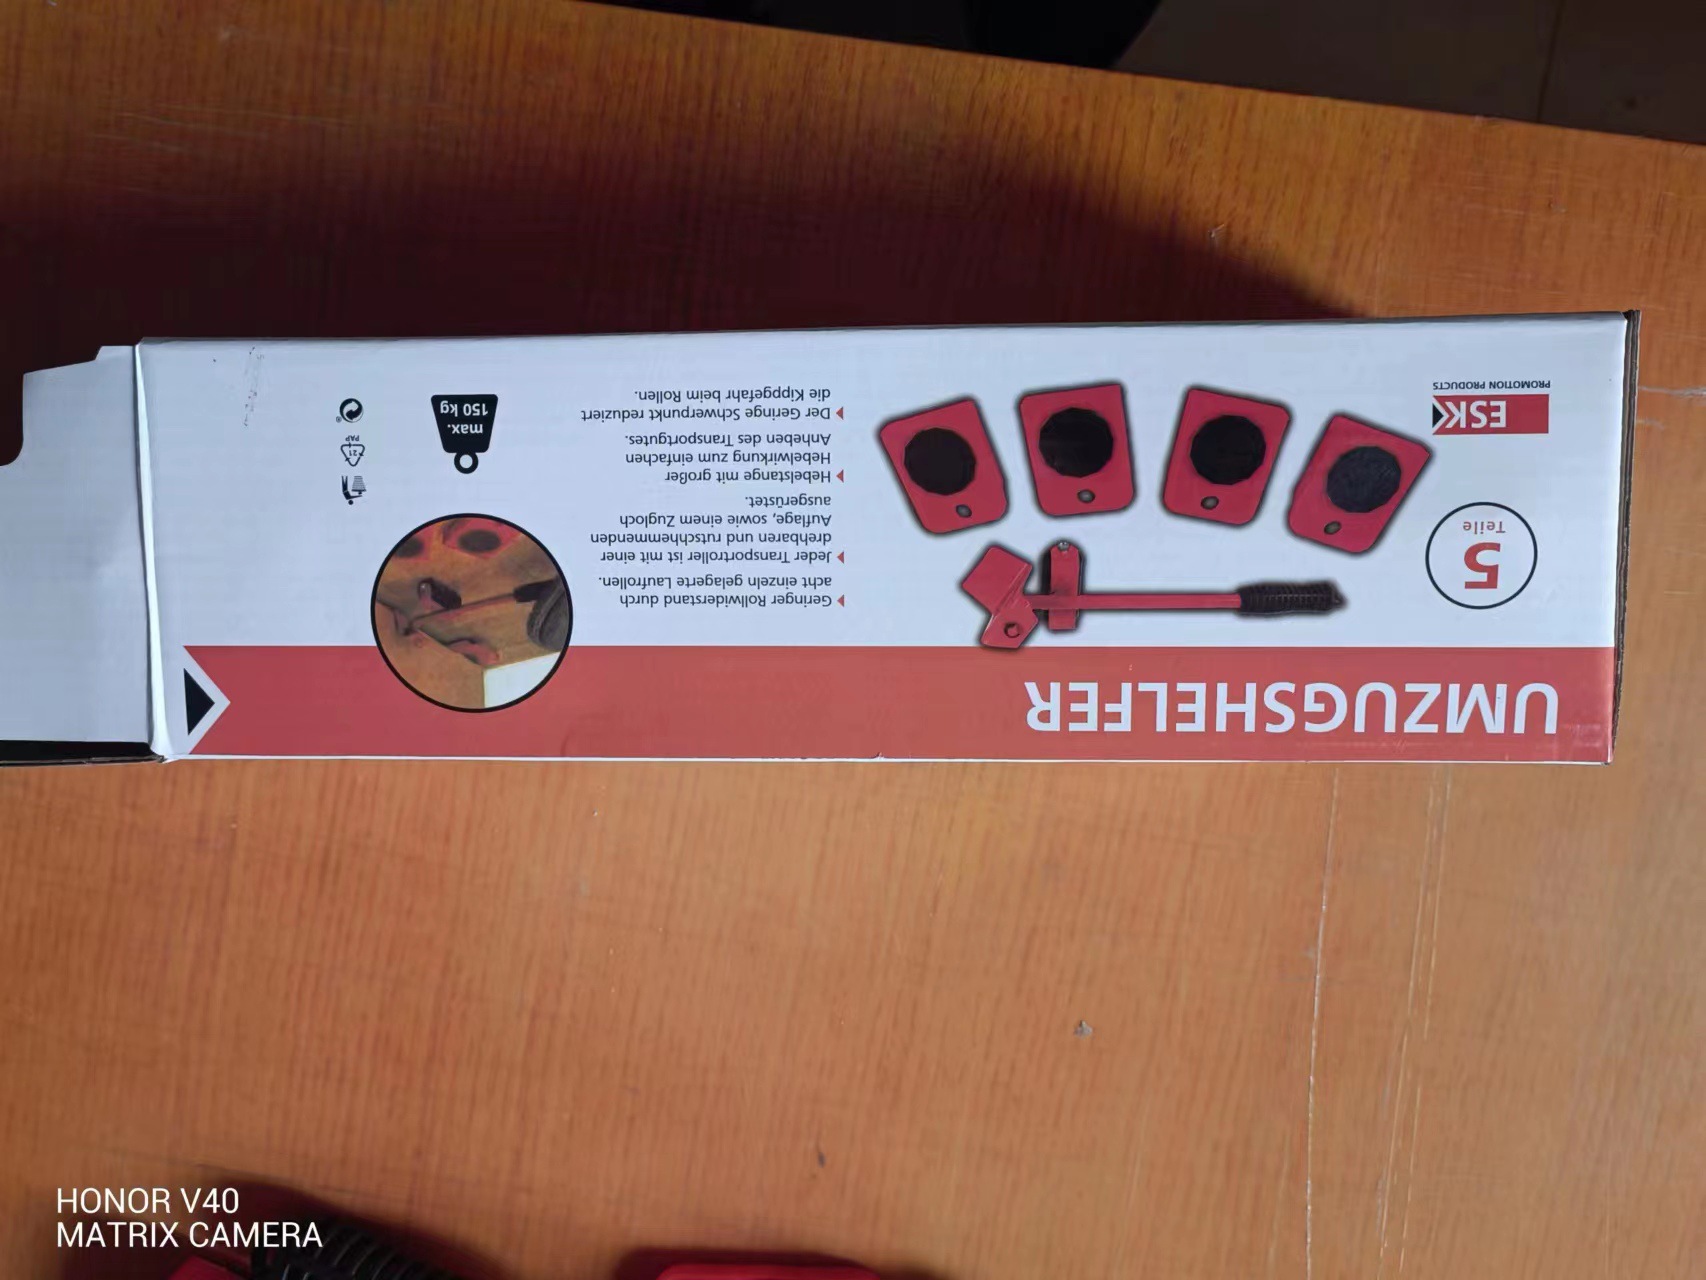 UMZUGSHELFER
5
Teile
ESK
PROMOTION PRODUCTS
Geringer Rollwiderstand durch
acht einzeln gelagerte Laufrollen.
Jeder Transportroller ist mit einer
drehbaren und rutschhemmenden
Auflage, sowie einem Zugloch
ausgerüstet.
Hebelstange mit großer
Hebelwirkung zum einfachen
Anheben des Transportgutes.
Der Geringe Schwerpunkt reduziert
die Kippgefahr beim Rollen.
max.
150 kg
21
PAP
HONOR V40
MATRIX CAMERA